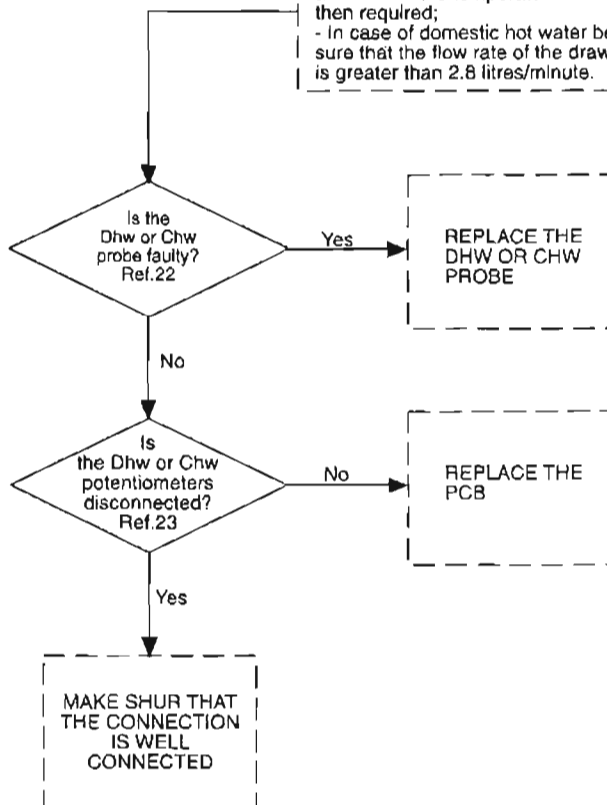 then required;
- In case of domestic hot water be
sure that the flow rate of the draw
is greater than 2.8 litres/minute.
Is the
Dhw or Chw
probe faulty?
Ref.22
Yes
REPLACE THE
DHW OR CHW
PROBE
No
Is
the Dhw or Chw
potentiometers
disconnected?
Ref.23
No
REPLACE THE
PCB
Yes
MAKE SHUR THAT
THE CONNECTION
IS WELL
CONNECTED